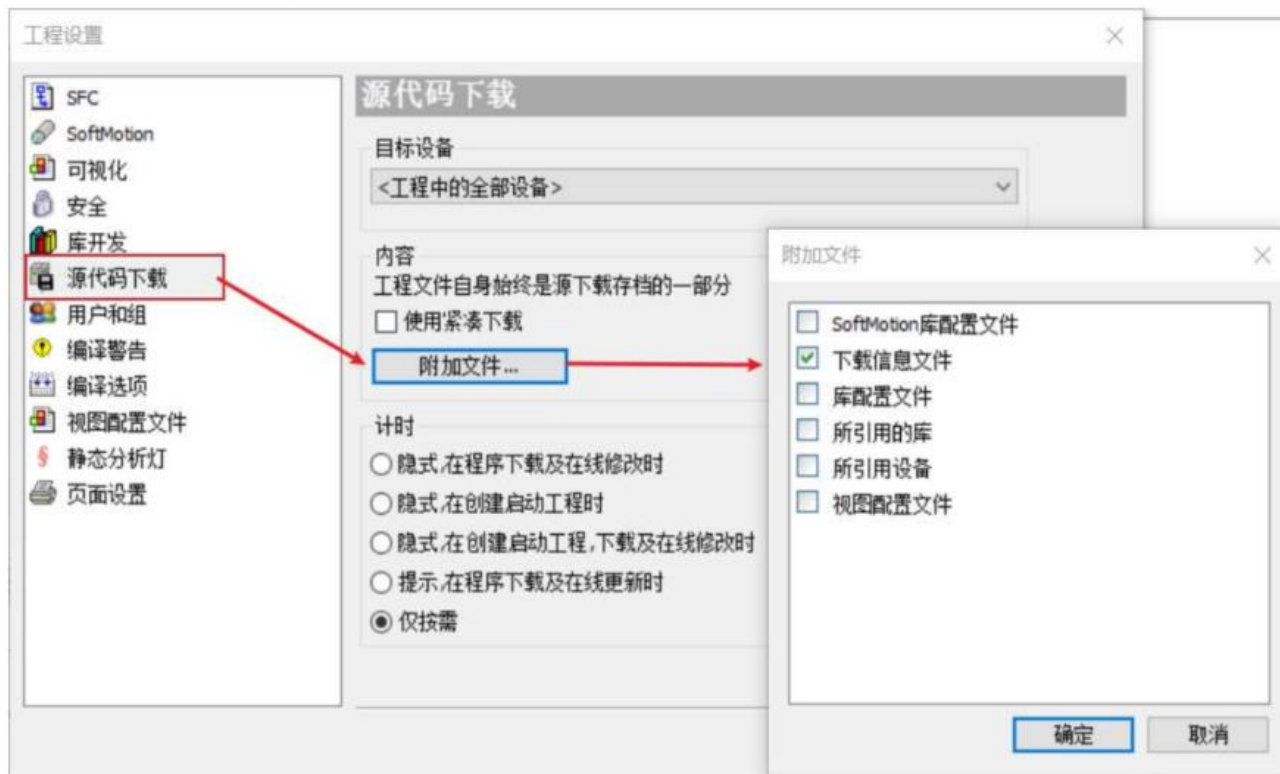 工程设置
SFC
SoftMotion
可视化
安全
库开发
源代码下载
用户和组
编译警告
编译选项
视图配置文件
静态分析灯
页面设置
源代码下载
目标设备
<工程中的全部设备>
内容
工程文件自身始终是源下载存档的一部分
使用紧凑下载
附加文件...
计时
隐式,在程序下载及在线修改时
隐式,在创建启动工程时
隐式,在创建启动工程,下载及在线修改时
提示,在程序下载及在线更新时
仅按需
附加文件
SoftMotion库配置文件
下载信息文件
库配置文件
所引用的库
所引用设备
视图配置文件
确定
取消